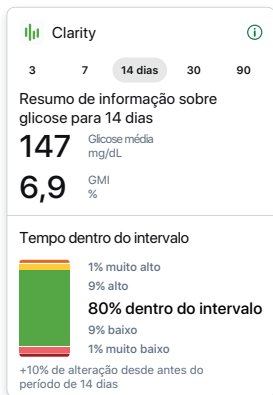 Clarity
3 7 14 dias 30 90
Resumo de informação sobre
glicose para 14 dias
147 Glicose média
mg/dL
6,9 GMI
%
Tempo dentro do intervalo
1% muito alto
9% alto
80% dentro do intervalo
9% baixo
1% muito baixo
+10% de alteração desde antes do
período de 14 dias